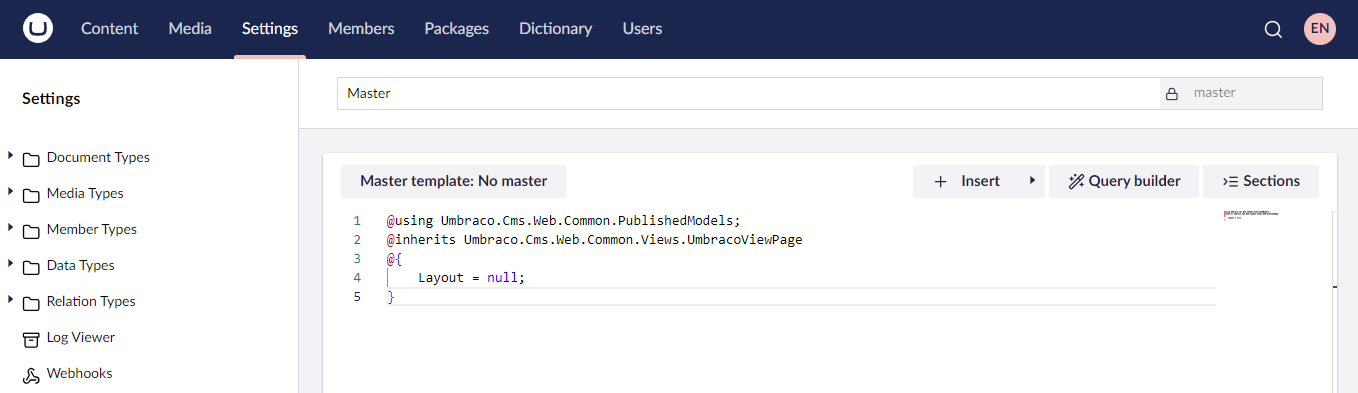 Content Media Settings Members Packages Dictionary Users EN
Settings
Master master
Document Types
Media Types
Member Types
Data Types
Relation Types
Log Viewer
Webhooks
Master template: No master Insert Query builder Sections
1 @using Umbraco.Cms.Web.Common.PublishedModels;
2 @inherits Umbraco.Cms.Web.Common.Views.UmbracoViewPage
3 @{
4 Layout = null;
5 }